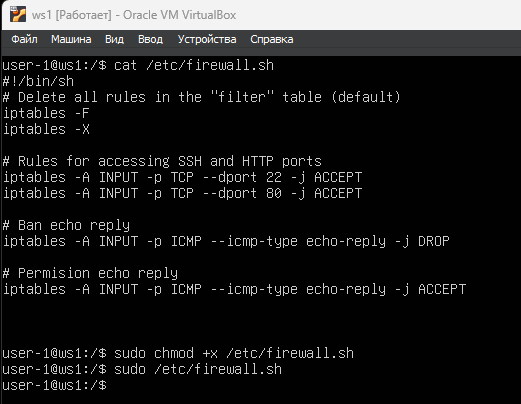 ws1 [Работает] - Oracle VM VirtualBox
Файл Машина Вид Ввод Устройства Справка
user-1@ws1:/$ cat /etc/firewall.sh
#!/bin/sh
# Delete all rules in the "filter" table (default)
iptables -F
iptables -X
# Rules for accessing SSH and HTTP ports
iptables -A INPUT -p TCP --dport 22 -j ACCEPT
iptables -A INPUT -p TCP --dport 80 -j ACCEPT
# Ban echo reply
iptables -A INPUT -p ICMP --icmp-type echo-reply -j DROP
# Permision echo reply
iptables -A INPUT -p ICMP --icmp-type echo-reply -j ACCEPT
user-1@ws1:/$ sudo chmod +x /etc/firewall.sh
user-1@ws1:/$ sudo /etc/firewall.sh
user-1@ws1:/$